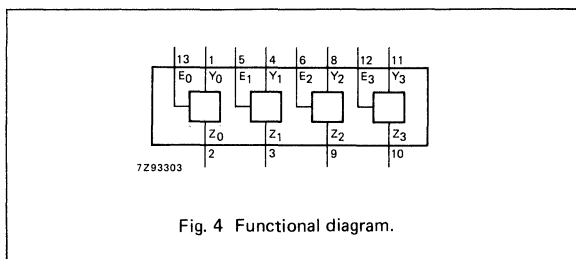 13 1 5 4 6 8 12 11
E0 Y0 E1 Y1 E2 Y2 E3 Y3
Z0 Z1 Z2 Z3
2 3 9 10
7Z93303
Fig. 4 Functional diagram.